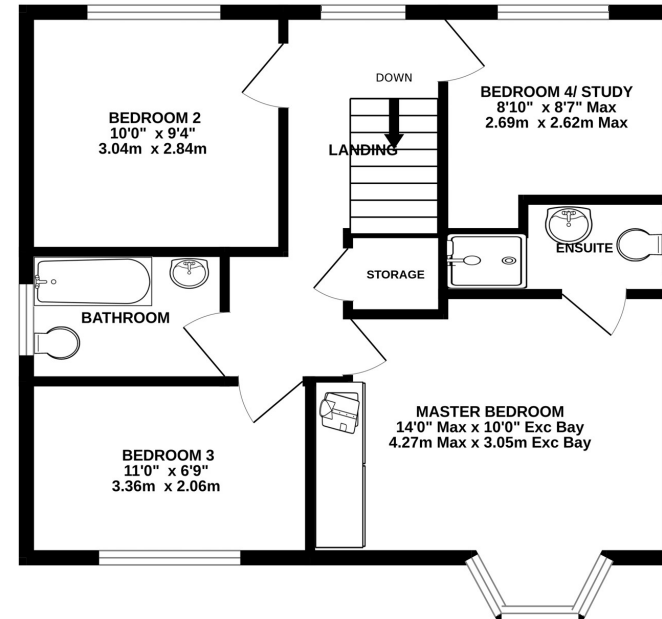 DOWN
BEDROOM 4/ STUDY
8'10"  x 8'7" Max
2.69m  x 2.62m Max
BEDROOM 2
10'0"  x 9'4"
3.04m  x 2.84m
LANDING
ENSUITE
STORAGE
BATHROOM
MASTER BEDROOM
14'0" Max x 10'0" Exc Bay
4.27m Max x 3.05m Exc Bay
BEDROOM 3
11'0"  x 6'9"
3.36m  x 2.06m